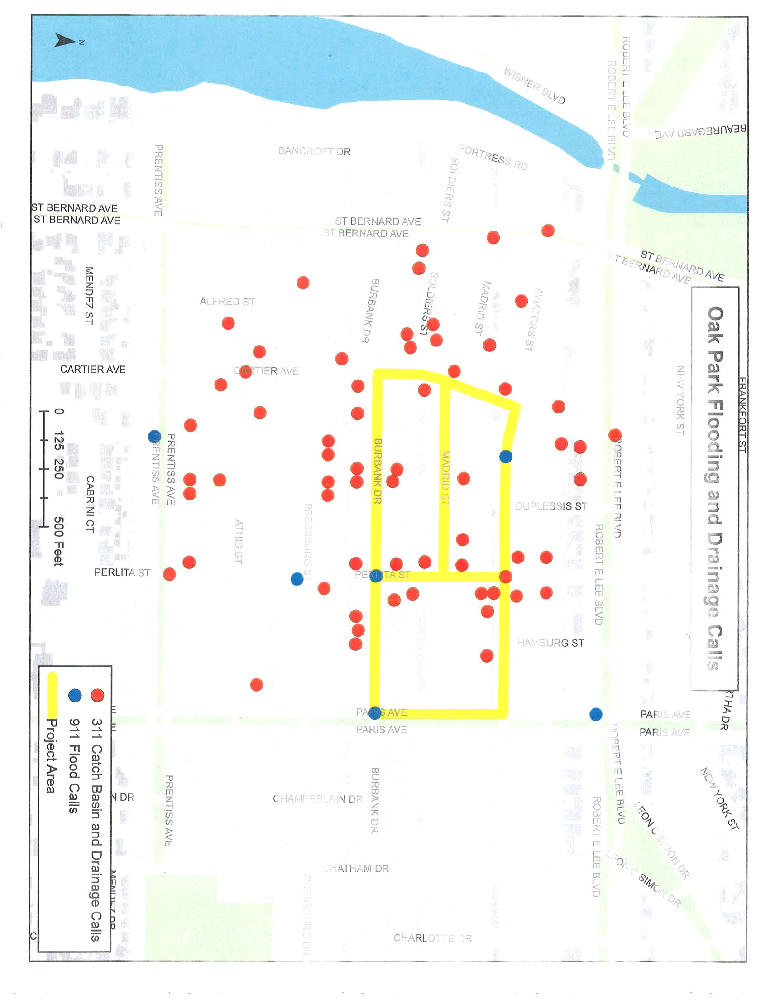 Oak Park Flooding and Drainage Calls
FRANKFORT ST
RTHA DR
BEAUREGARD AVE
NEW YORK ST
NEW YORK ST
ROBERT E LEE BLVD
ROBERT E LEE BLVD
WISNER BLVD
ST BERNARD AVE
ST BERNARD AVE
ROBERT E LEE BLVD
ROBERT E LEE BLVD
PARIS AVE
PARIS AVE
ROBERT E LEE BLVD
ROBERT E LEE BLVD
LEON C SIMON DR
LEON C SIMON DR
FORTRESS RD
SOLDIERS ST
AVIATORS ST
MADRID ST
SOLDIERS ST
DUPLESSIS ST
HAMBURG ST
MADRID ST
BANCROFT DR
ST BERNARD AVE
ST BERNARD AVE
BURBANK DR
BURBANK DR
PERLITA ST
PARIS AVE
PARIS AVE
BURBANK DR
CHARLOTTE DR
CHATHAM DR
CHAMBERLAIN DR
PRESSBURG ST
PRESSBURG DR
ALFRED ST
CARTIER AVE
ATHIS ST
PRENTISS AVE
PRENTISS AVE
PRENTISS AVE
PRENTISS AVE
ST BERNARD AVE
ST BERNARD AVE
MENDEZ ST
CARTIER AVE
CABRINI CT
PERLITA ST
N DR
MENDEZ DR
N
0 125 250 500 Feet
311 Catch Basin and Drainage Calls
911 Flood Calls
Project Area
C